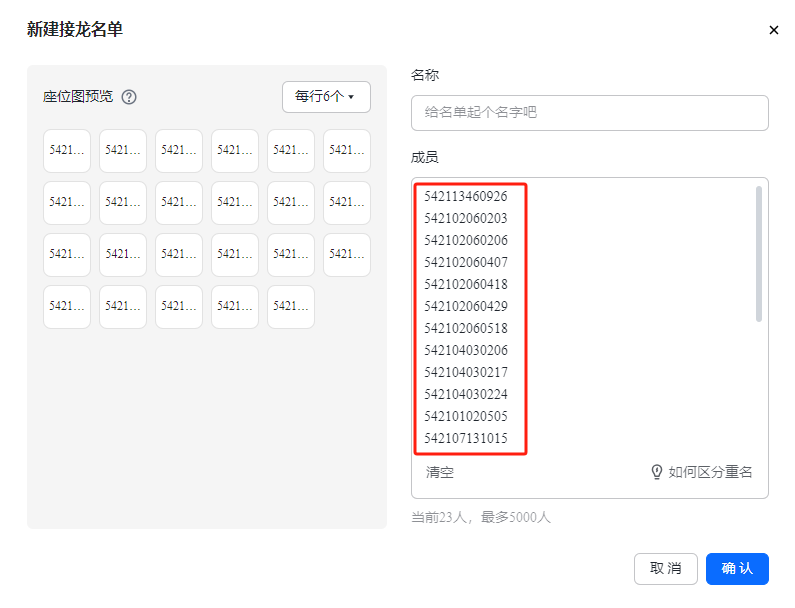 新建接龙名单
×
座位图预览 ?
每行6个
5421... 5421... 5421... 5421... 5421... 5421...
5421... 5421... 5421... 5421... 5421... 5421...
5421... 5421... 5421... 5421... 5421... 5421...
5421... 5421... 5421... 5421... 5421...
名称
给名单起个名字吧
成员
542113460926
542102060203
542102060206
542102060407
542102060418
542102060429
542102060518
542104030206
542104030217
542104030224
542101020505
542107131015
清空
如何区分重名
当前23人，最多5000人
取消
确认